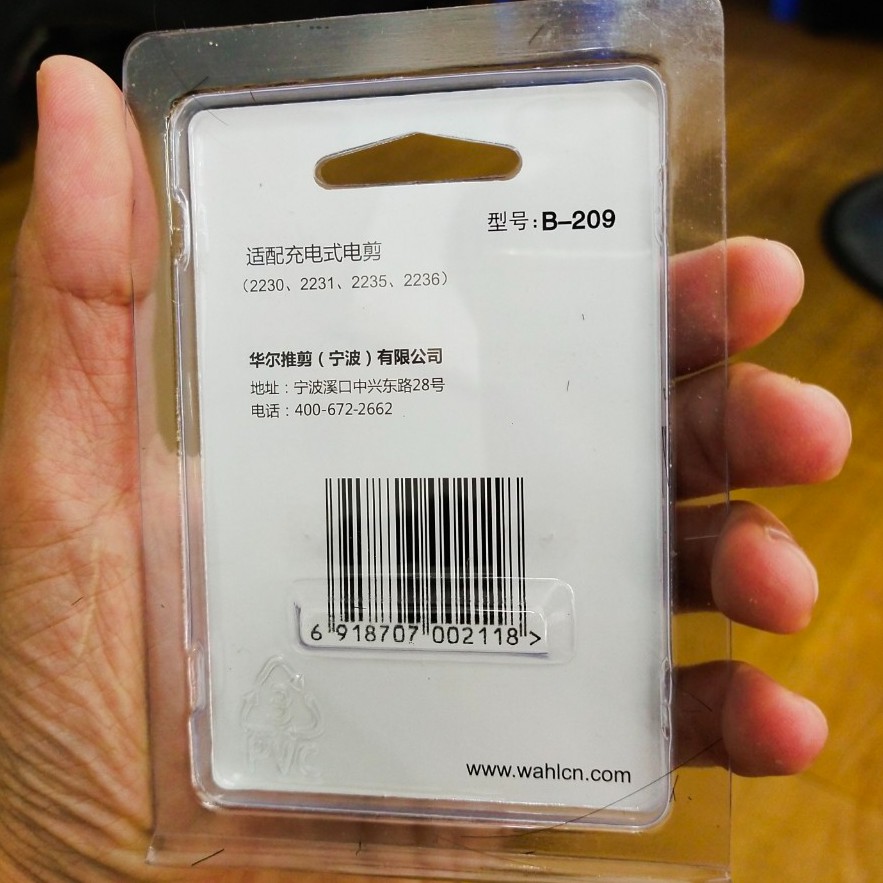 型号:B-209
适配充电式电剪
（2230、2231、2235、2236）
华尔推剪（宁波）有限公司
地址：宁波溪口中兴东路28号
电话：400-672-2662
6 918707 002118 >
PVC
www.wahlcn.com